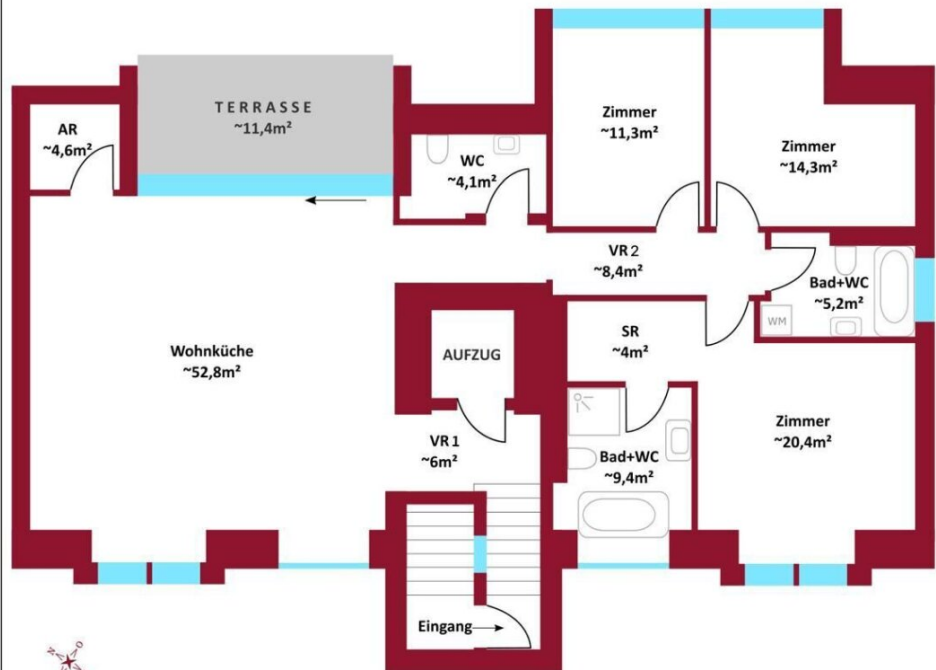 TERRASSE
~11,4m²
AR
~4,6m²
WC
~4,1m²
Zimmer
~11,3m²
Zimmer
~14,3m²
VR 2
~8,4m²
Bad+WC
~5,2m²
WM
Wohnküche
~52,8m²
AUFZUG
SR
~4m²
VR 1
~6m²
Bad+WC
~9,4m²
Zimmer
~20,4m²
Eingang
N
O